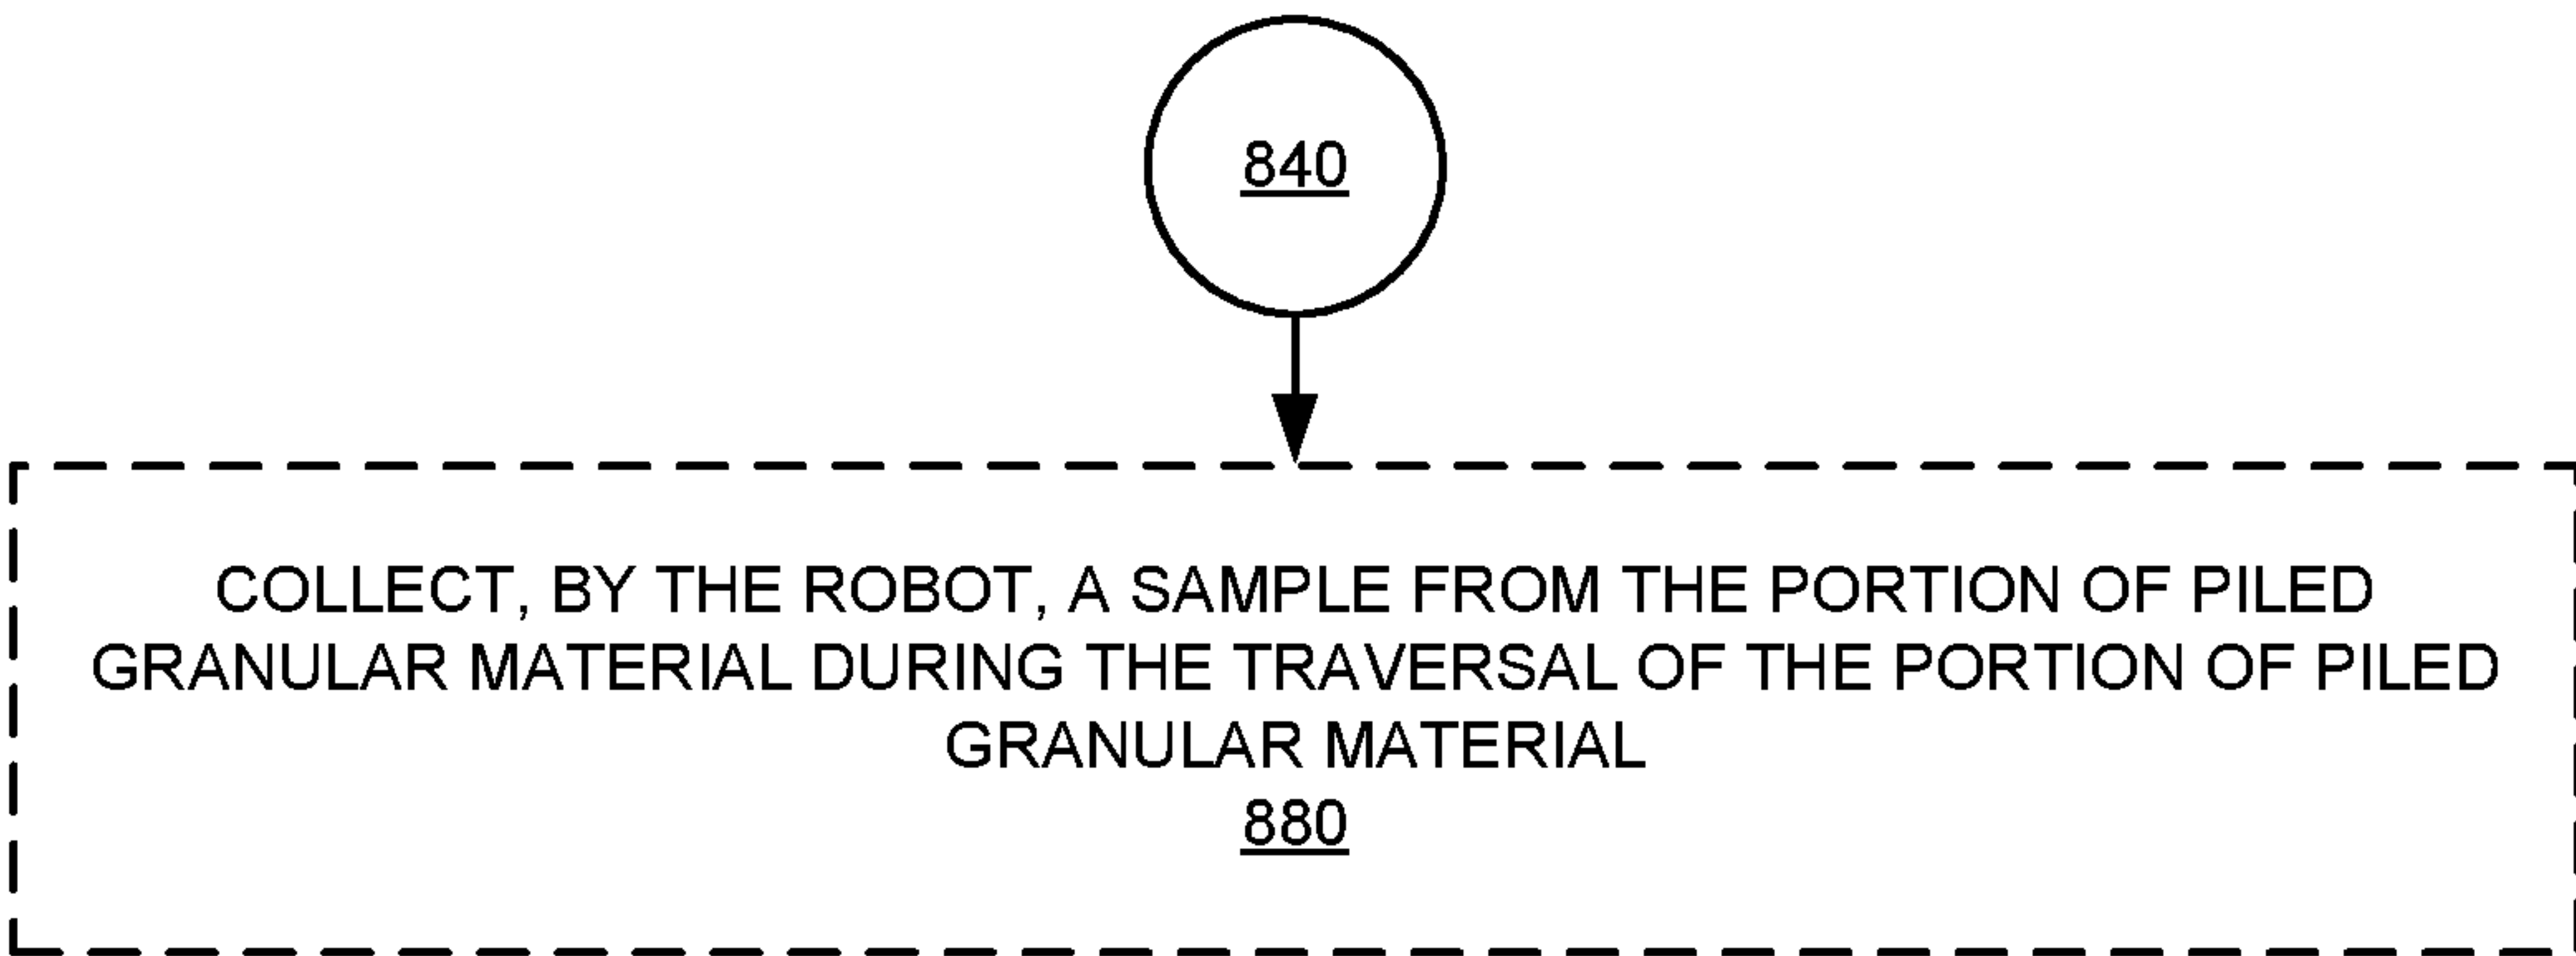 840
COLLECT, BY THE ROBOT, A SAMPLE FROM THE PORTION OF PILED
GRANULAR MATERIAL DURING THE TRAVERSAL OF THE PORTION OF PILED
GRANULAR MATERIAL
880